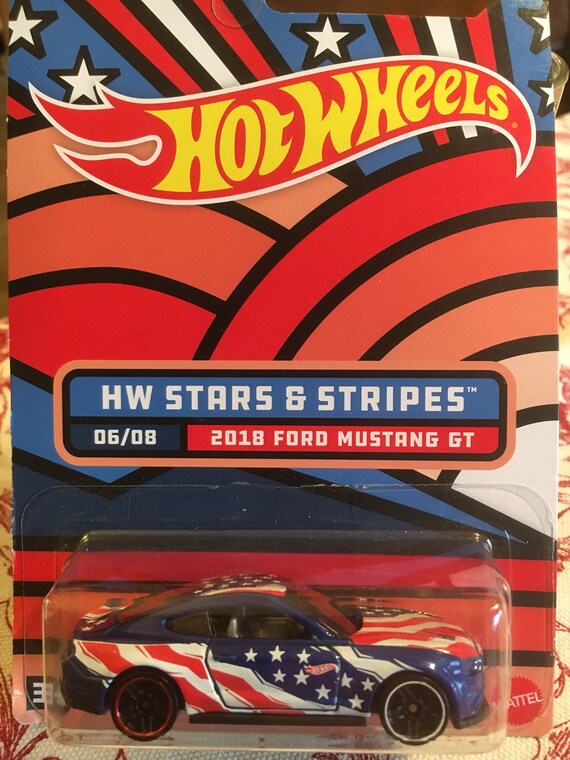 HOT WHEELS®
HW STARS & STRIPES™
06/08
2018 FORD MUSTANG GT
MATTEL